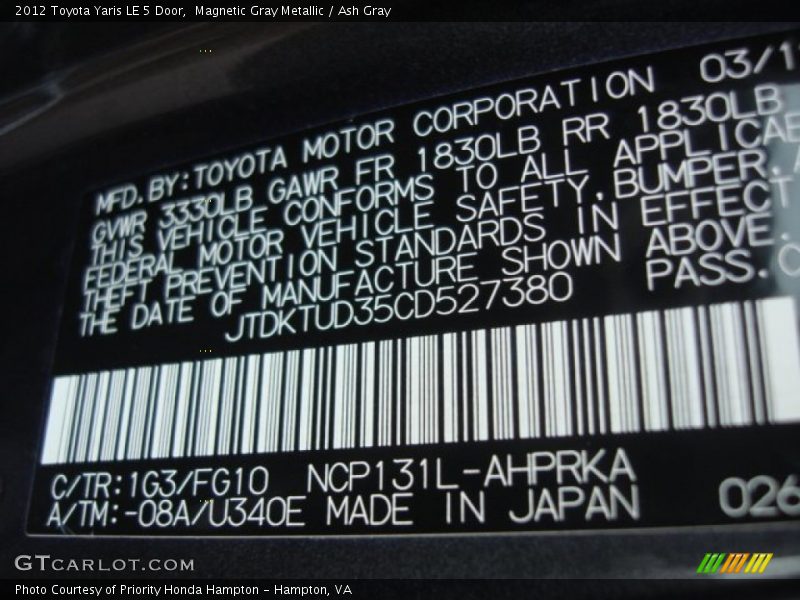 2012 Toyota Yaris LE 5 Door, Magnetic Gray Metallic / Ash Gray
MFD.BY:TOYOTA MOTOR CORPORATION 03/1
GVWR 3330LB GAWR FR 1830LB RR 1830LB
THIS VEHICLE CONFORMS TO ALL APPLICAB
FEDERAL MOTOR VEHICLE SAFETY,BUMPER,A
THEFT PREVENTION STANDARDS IN EFFECT
THE DATE OF MANUFACTURE SHOWN ABOVE.
JTDKTUD35CD527380 PASS.C
C/TR:1G3/FG10 NCP131L-AHPRKA
A/TM:-08A/U340E MADE IN JAPAN 026
GTCARLOT.COM
Photo Courtesy of Priority Honda Hampton - Hampton, VA